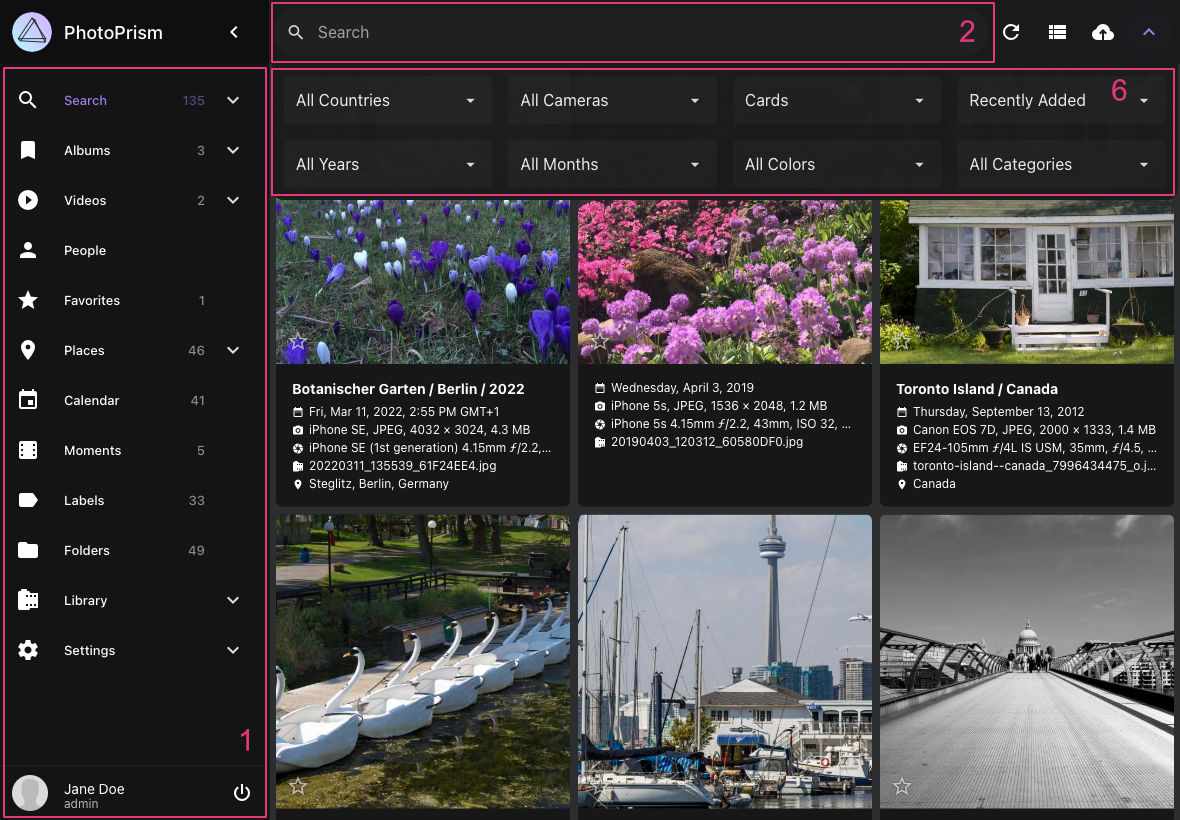 PhotoPrism
Search
2
Search 135
Albums 3
Videos 2
People
Favorites 1
Places 46
Calendar 41
Moments 5
Labels 33
Folders 49
Library
Settings
1
Jane Doe
admin
All Countries
All Cameras
Cards
Recently Added
6
All Years
All Months
All Colors
All Categories
Botanischer Garten / Berlin / 2022
Fri, Mar 11, 2022, 2:55 PM GMT+1
iPhone SE, JPEG, 4032 × 3024, 4.3 MB
iPhone SE (1st generation) 4.15mm ƒ/2.2,...
20220311_135539_61F24EE4.jpg
Steglitz, Berlin, Germany
Wednesday, April 3, 2019
iPhone 5s, JPEG, 1536 × 2048, 1.2 MB
iPhone 5s 4.15mm ƒ/2.2, 43mm, ISO 32, ...
20190403_120312_60580DF0.jpg
Toronto Island / Canada
Thursday, September 13, 2012
Canon EOS 7D, JPEG, 2000 × 1333, 1.4 MB
EF24-105mm ƒ/4L IS USM, 35mm, ƒ/4.5, ...
toronto-island--canada_7996434475_o.j...
Canada